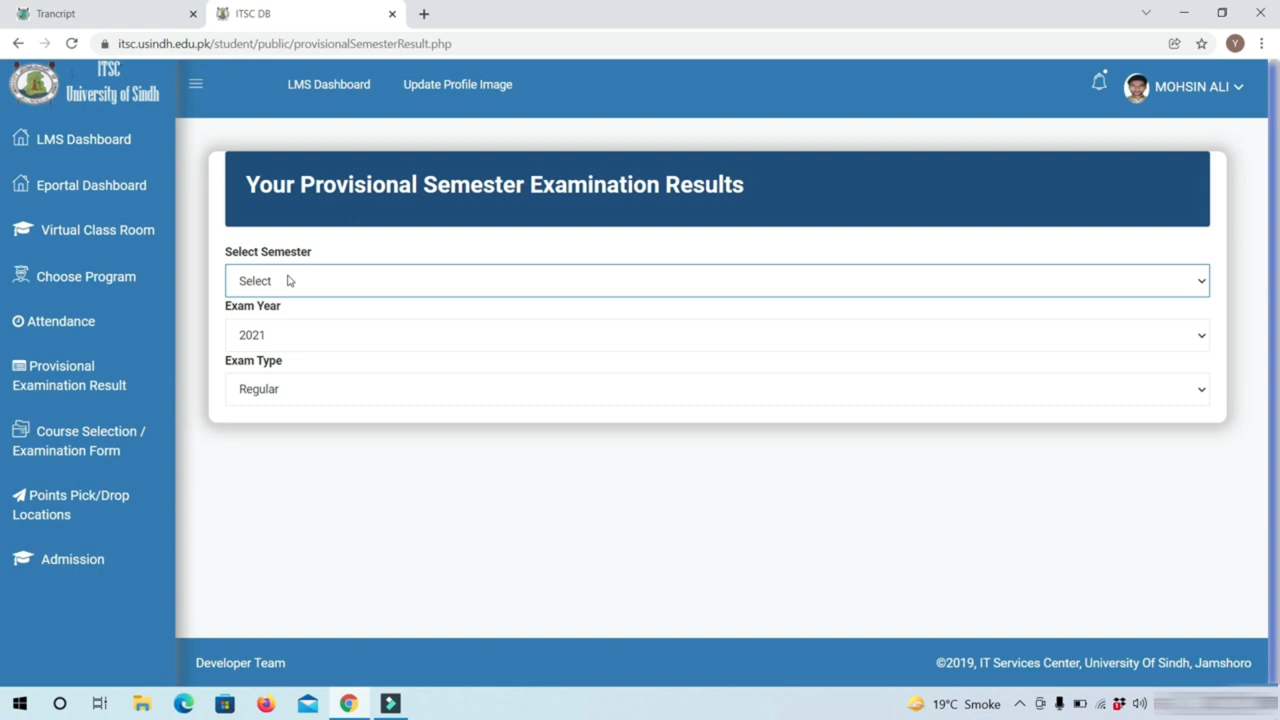 Trancript
ITSC DB
itsc.usindh.edu.pk/student/public/provisionalSemesterResult.php
Y
ITSC
University of Sindh
LMS Dashboard
Update Profile Image
MOHSIN ALI
LMS Dashboard
Eportal Dashboard
Virtual Class Room
Choose Program
Attendance
Provisional
Examination Result
Course Selection /
Examination Form
Points Pick/Drop
Locations
Admission
Your Provisional Semester Examination Results
Select Semester
Select
Exam Year
2021
Exam Type
Regular
Developer Team
©2019, IT Services Center, University Of Sindh, Jamshoro
19°C Smoke